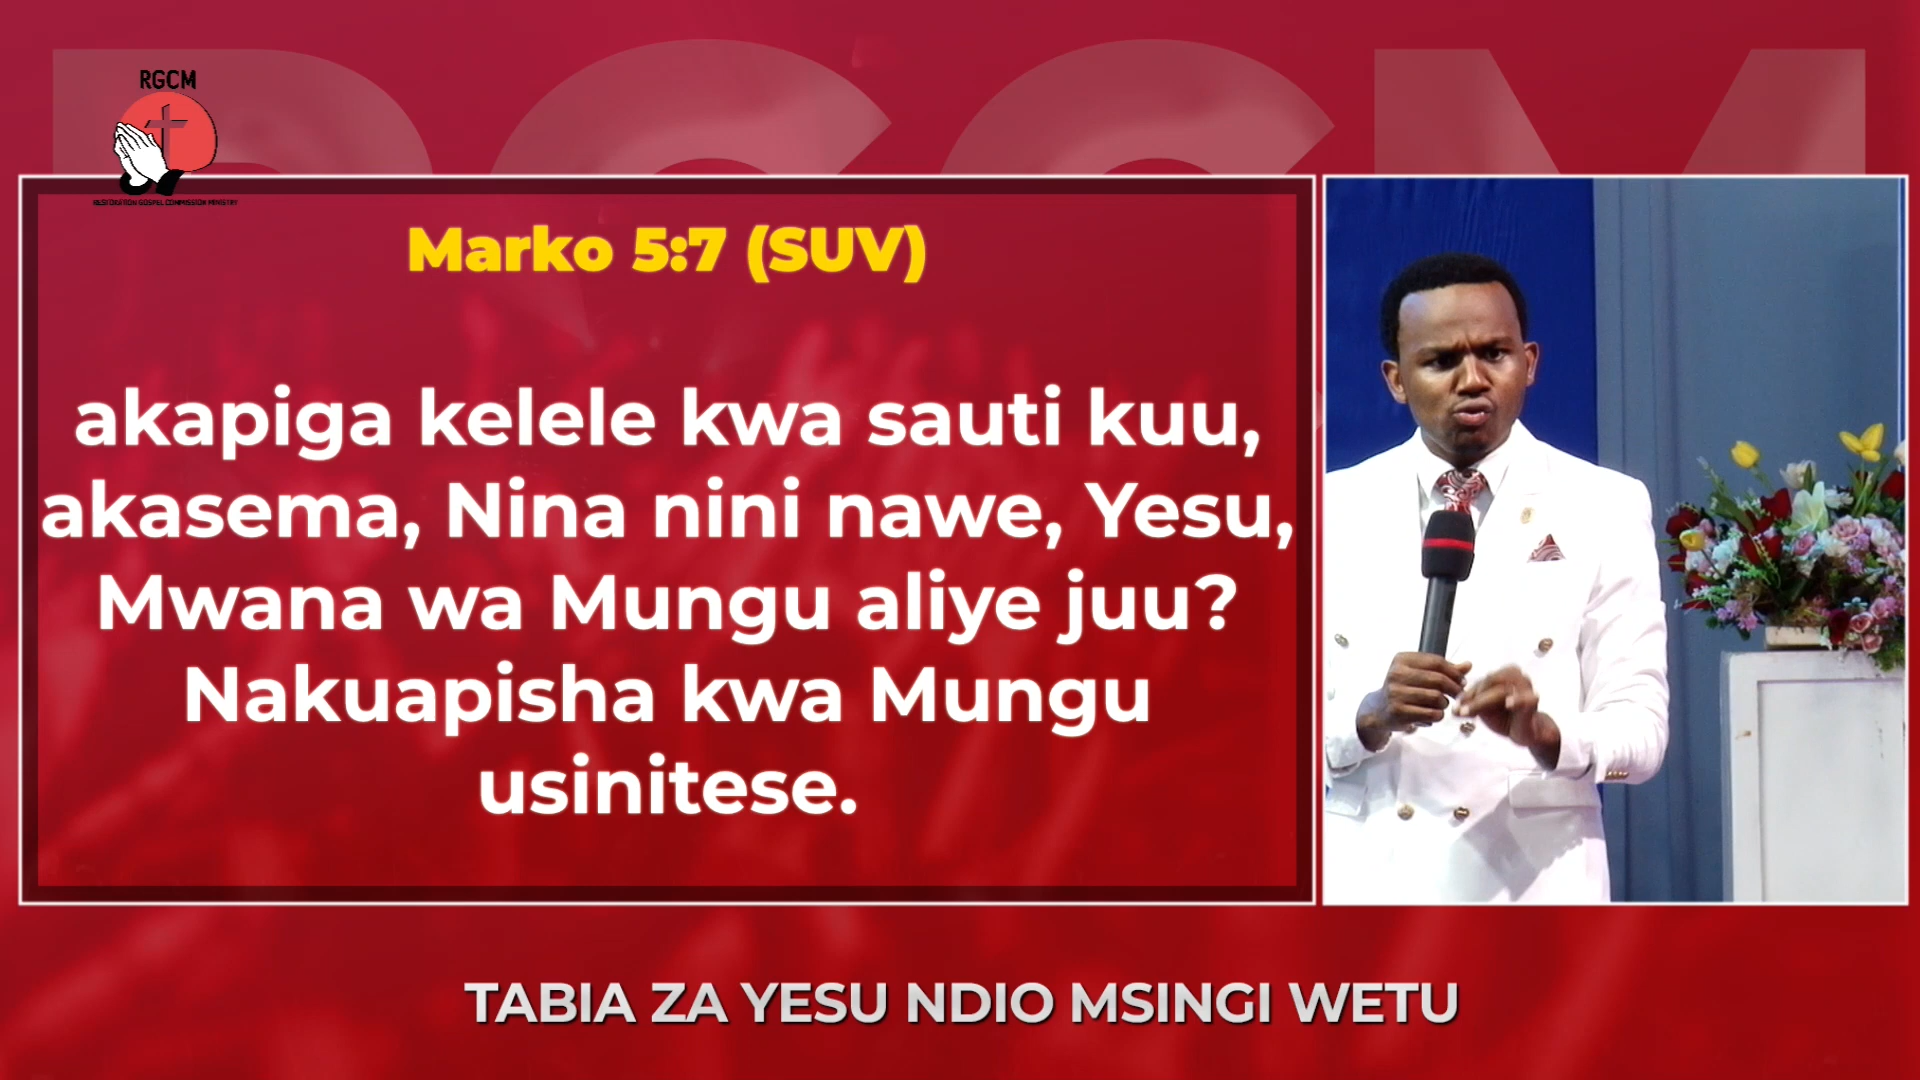 RGCM
RGCM
Marko 5:7 (SUV)
akapiga kelele kwa sauti kuu,
akasema, Nina nini nawe, Yesu,
Mwana wa Mungu aliye juu?
Nakuapisha kwa Mungu
usinitese.
TABIA ZA YESU NDIO MSINGI WETU